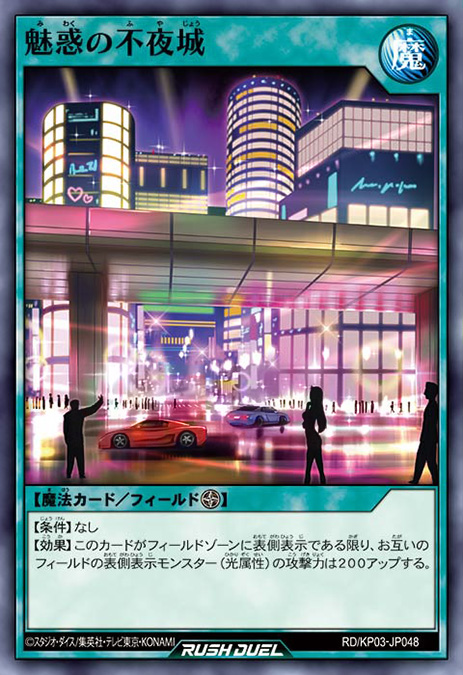 魅惑の不夜城
魔
【魔法カード／フィールド】
【条件】なし
【効果】このカードがフィールドゾーンに表側表示である限り、お互いの
フィールドの表側表示モンスター（光属性）の攻撃力は200アップする。
©スタジオ・ダイス/集英社・テレビ東京・KONAMI
RUSH DUEL
RD/KP03-JP048